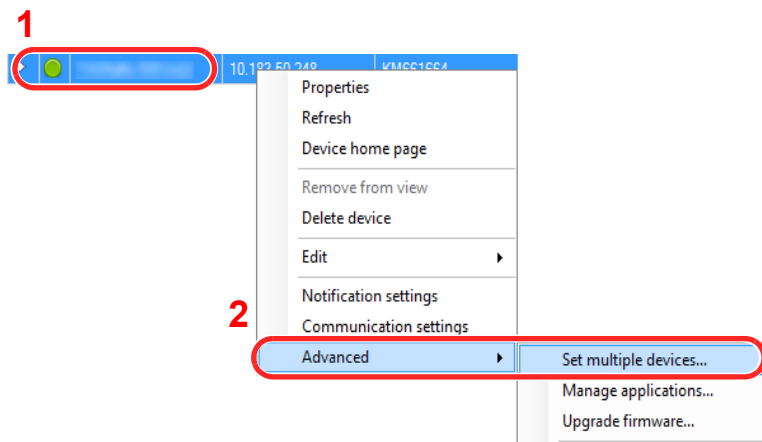 1
10.183.50.248 KM661664
Properties
Refresh
Device home page
Remove from view
Delete device
Edit
Notification settings
2
Communication settings
Advanced
Set multiple devices...
Manage applications...
Upgrade firmware...